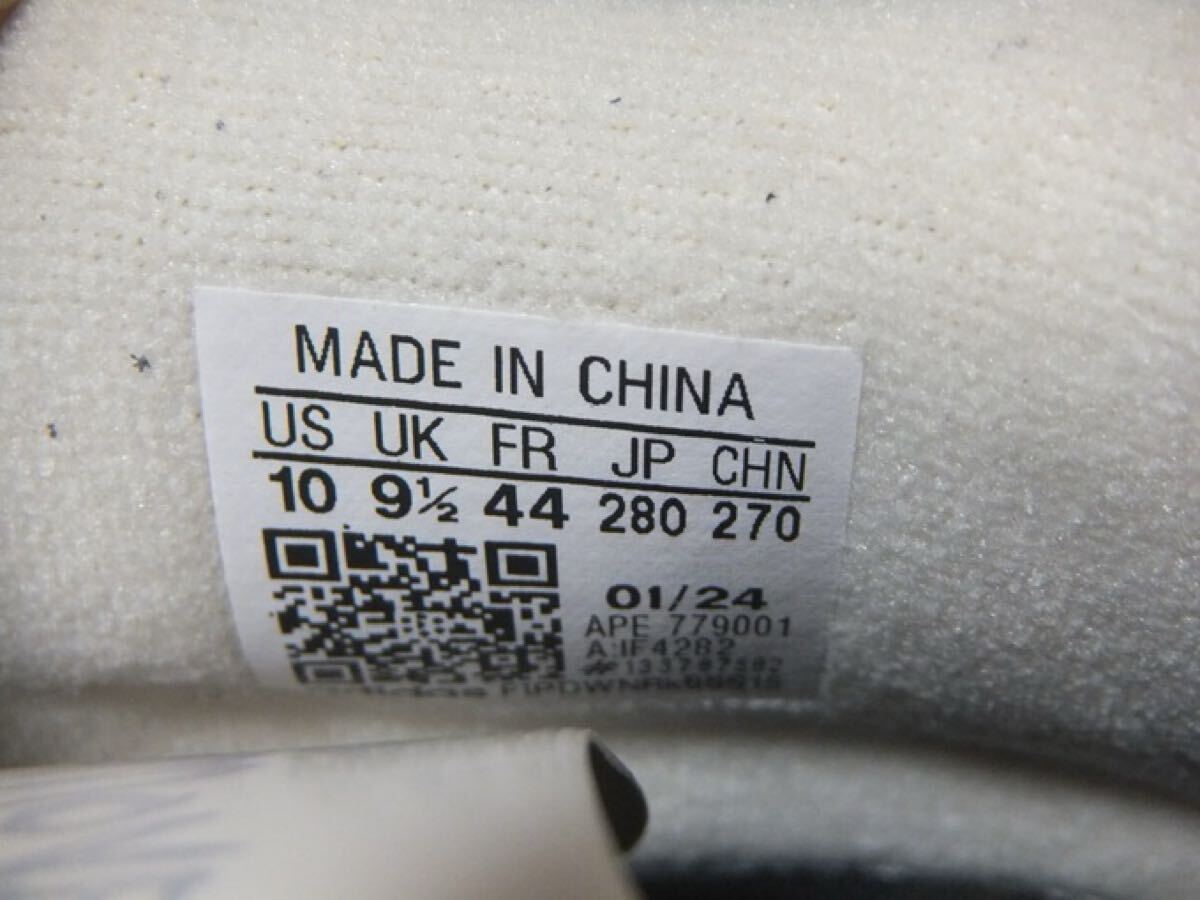 MADE IN CHINA
US UK FR JP CHN
10 9½ 44 280 270
01/24
APE 779001
A:IF4282